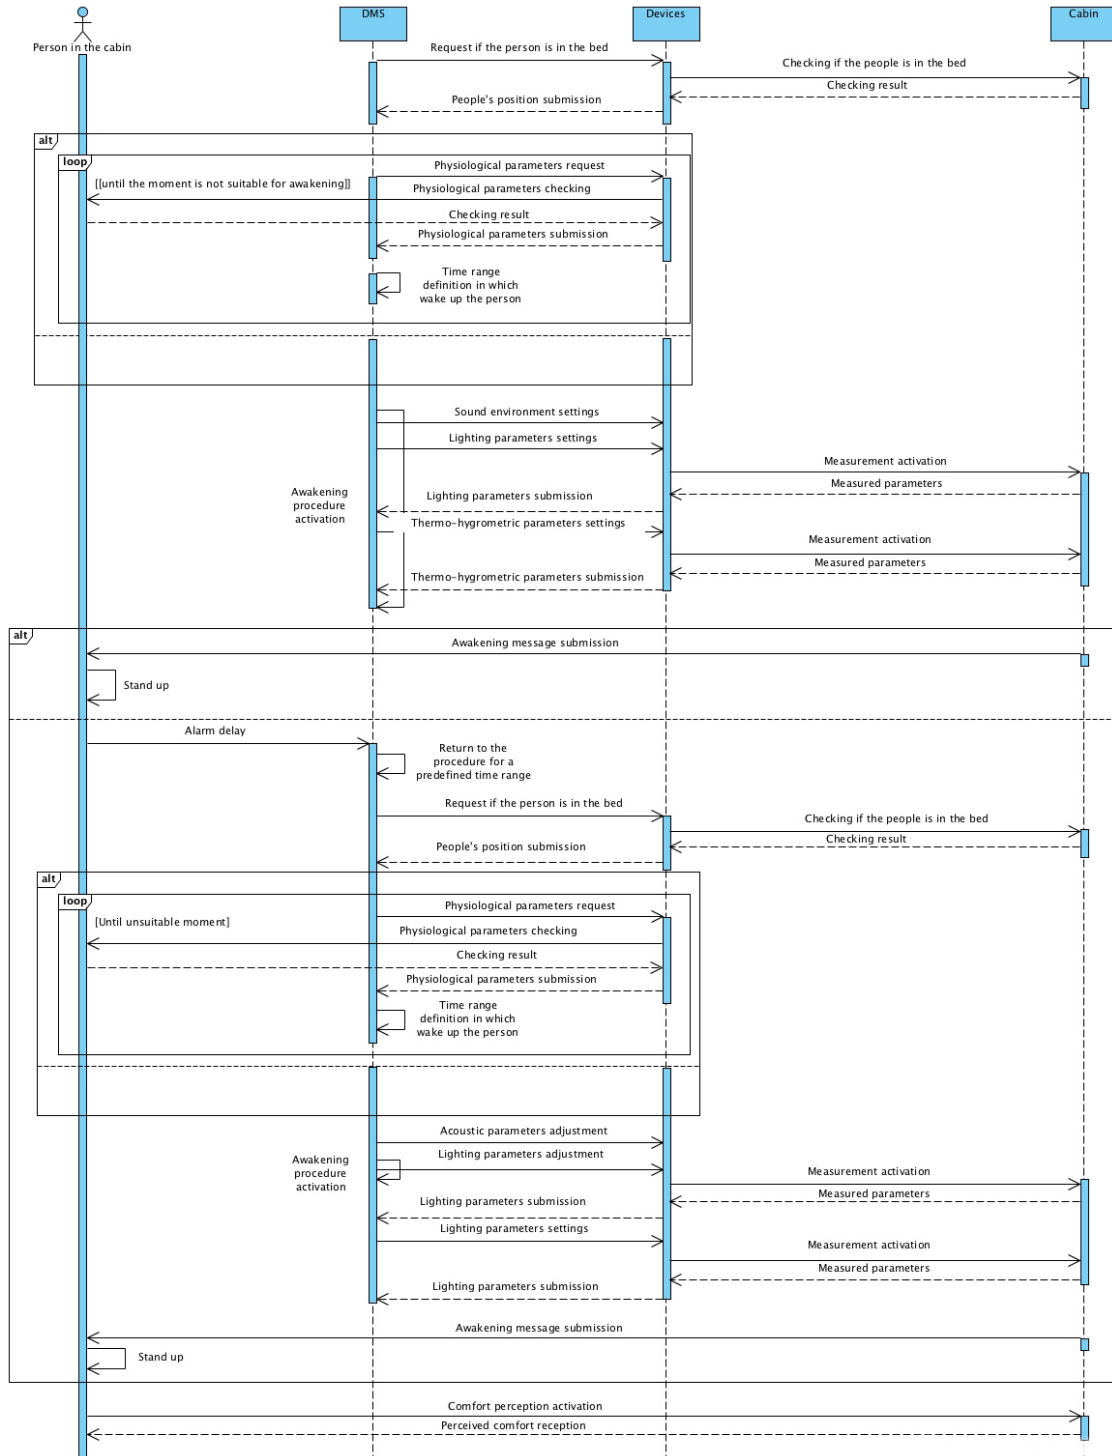 DMS
Devices
Cabin
Person in the cabin
Request if the person is in the bed
Checking if the people is in the bed
Checking result
People's position submission
alt
loop
Physiological parameters request
[[until the moment is not suitable for awakening]]
Physiological parameters checking
Checking result
Physiological parameters submission
Time range
definition in which
wake up the person
Sound environment settings
Lighting parameters settings
Measurement activation
Measured parameters
Awakening
procedure
activation
Lighting parameters submission
Thermo-hygrometric parameters settings
Measurement activation
Measured parameters
Thermo-hygrometric parameters submission
alt
Awakening message submission
Stand up
Alarm delay
Return to the
procedure for a
predefined time range
Request if the person is in the bed
Checking if the people is in the bed
Checking result
People's position submission
alt
loop
Physiological parameters request
[Until unsuitable moment]
Physiological parameters checking
Checking result
Physiological parameters submission
Time range
definition in which
wake up the person
Acoustic parameters adjustment
Lighting parameters adjustment
Awakening
procedure
activation
Measurement activation
Measured parameters
Lighting parameters submission
Lighting parameters settings
Measurement activation
Measured parameters
Lighting parameters submission
Awakening message submission
Stand up
Comfort perception activation
Perceived comfort reception